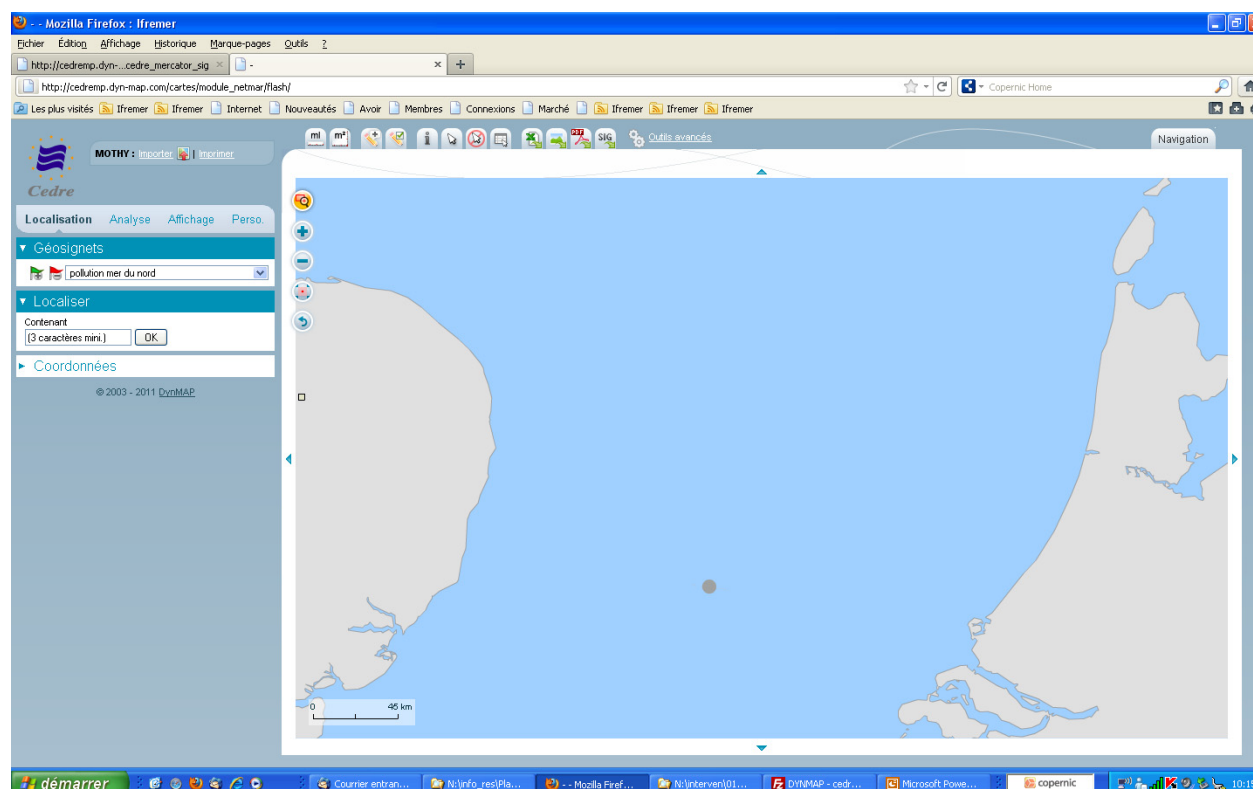 - - Mozilla Firefox : Ifremer
Fichier Édition Affichage Historique Marque-pages Outils ?
http://cedremp.dyn-...cedre_mercator_sig × - × +
http://cedremp.dyn-map.com/cartes/module_netmar/flash/ Copernic Home
Les plus visités Ifremer Ifremer Internet Nouveautés Avoir Membres Connexions Marché Ifremer Ifremer Ifremer
ml m² i PDF SIG Outils avancés Navigation
MOTHY : Importer | Imprimer
Cedre
Localisation Analyse Affichage Perso.
Géosignets
pollution mer du nord
Localiser
Contenant
(3 caractères mini.) OK
Coordonnées
© 2003 - 2011 DynMAP
0 45 km
démarrer Courrier entran... N:\info_res\Pla... - - Mozilla Firef... N:\interven\01... DYNMAP - cedr... Microsoft Powe... copernic